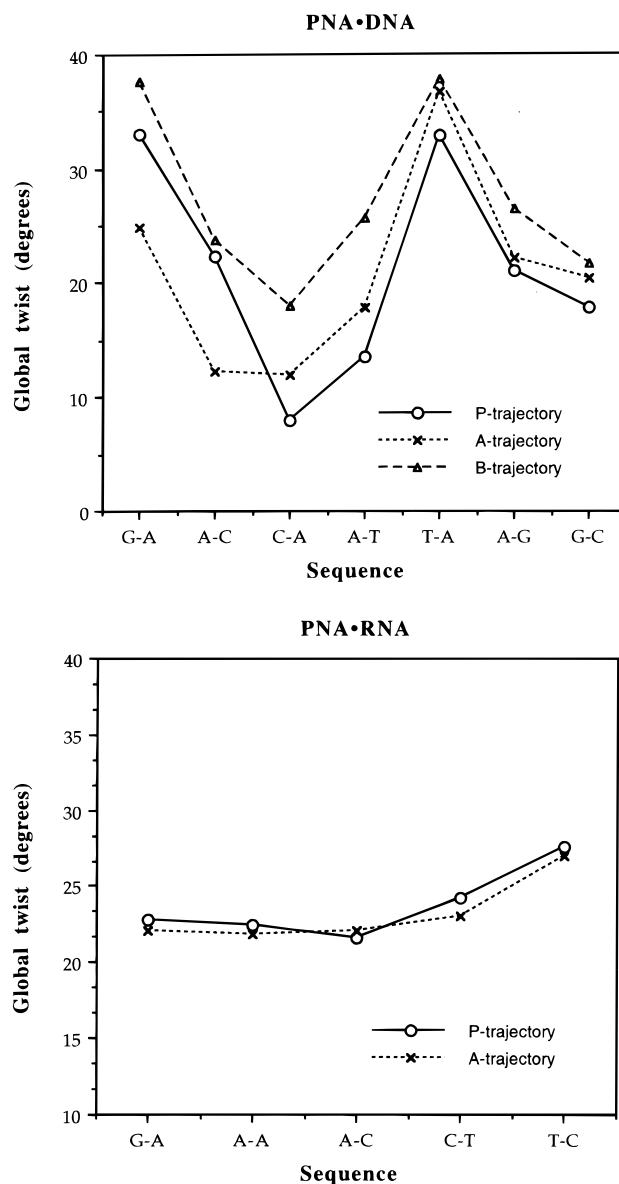 PNA•DNA
40
30
20
10
0
Global twist (degrees)
P-trajectory
A-trajectory
B-trajectory
G-A A-C C-A A-T T-A A-G G-C
Sequence
PNA•RNA
40
35
30
25
20
15
10
Global twist (degrees)
P-trajectory
A-trajectory
G-A A-A A-C C-T T-C
Sequence